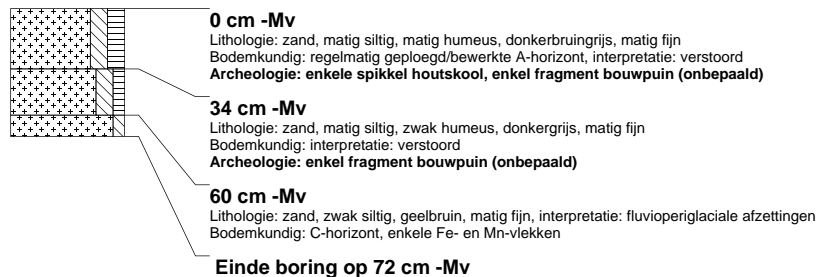 0 cm -Mv
Lithologie: zand, matig siltig, matig humeus, donkerbruingrijs, matig fijn
Bodemkundig: regelmatig geploegd/bewerkte A-horizont, interpretatie: verstoord
Archeologie: enkele spikkel houtskool, enkel fragment bouwpuin (onbepaald)
34 cm -Mv
Lithologie: zand, matig siltig, zwak humeus, donkergrijs, matig fijn
Bodemkundig: interpretatie: verstoord
Archeologie: enkel fragment bouwpuin (onbepaald)
60 cm -Mv
Lithologie: zand, zwak siltig, geelbruin, matig fijn, interpretatie: fluvioperiglaciale afzettingen
Bodemkundig: C-horizont, enkele Fe- en Mn-vlekken
Einde boring op 72 cm -Mv